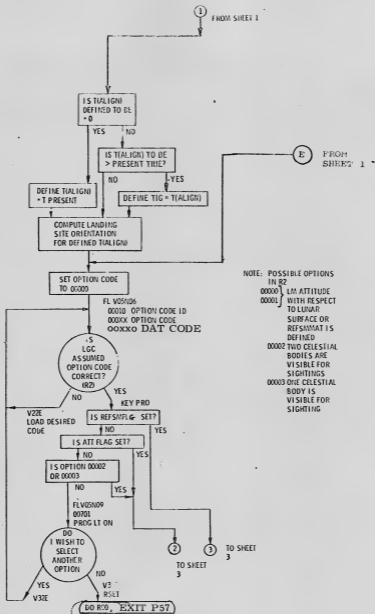 1
FROM SHEET 1
IS T(ALIGN)
DEFINED TO BE
= 0
YES
NO
IS T(ALIGN) TO BE
> PRESENT TIME?
NO
YES
E
FROM
SHEET 1
DEFINE T(ALIGN)
= T PRESENT
DEFINE TIG = T(ALIGN)
COMPUTE LANDING
SITE ORIENTATION
FOR DEFINED T(ALIGN)
SET OPTION CODE
TO 00000
FL V05N06
00010 OPTION CODE ID
000XX OPTION CODE
00XX0 DAT CODE
NOTE: POSSIBLE OPTIONS
IN R2
00000 } LM ATTITUDE
00001 } WITH RESPECT
TO LUNAR
SURFACE OR
REFSMMAT IS
DEFINED
00002 TWO CELESTIAL
BODIES ARE
VISIBLE FOR
SIGHTINGS
00003 ONE CELESTIAL
BODY IS
VISIBLE FOR
SIGHTING
IS
LGC
ASSUMED
OPTION CODE
CORRECT?
(R2)
NO
YES
V22E
LOAD DESIRED
CODE
KEY PRO
IS REFSMFLG SET?
NO
YES
IS ATT FLAG SET?
NO
YES
IS OPTION 00002
OR 00003
NO
YES
FLV05N09
00701
PROG LT ON
2
3
TO SHEET
3
TO SHEET
3
DO
I WISH TO
SELECT
ANOTHER
OPTION
YES
NO
V32E
RSET
EXIT P57